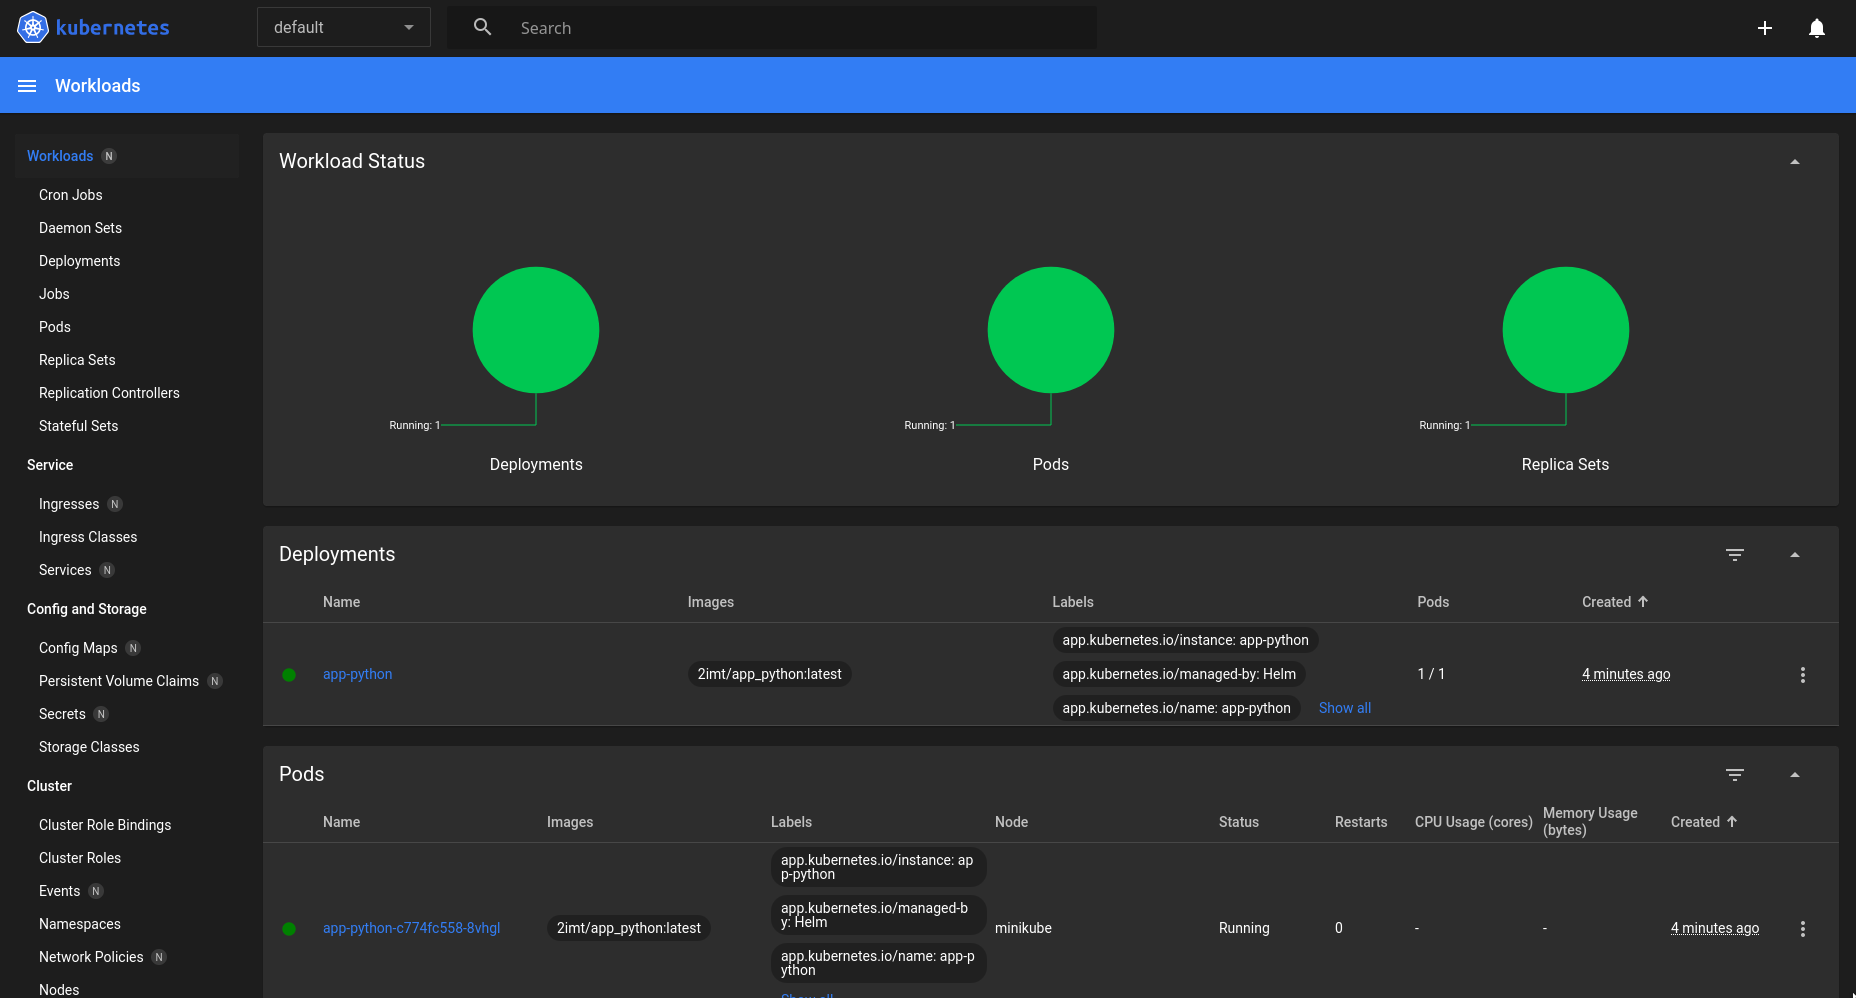 kubernetes
default
Search
Workloads
Workloads N
Cron Jobs
Daemon Sets
Deployments
Jobs
Pods
Replica Sets
Replication Controllers
Stateful Sets
Service
Ingresses N
Ingress Classes
Services N
Config and Storage
Config Maps N
Persistent Volume Claims N
Secrets N
Storage Classes
Cluster
Cluster Role Bindings
Cluster Roles
Events N
Namespaces
Network Policies N
Nodes
Workload Status
Running: 1
Deployments
Running: 1
Pods
Running: 1
Replica Sets
Deployments
Name Images Labels Pods Created
app-python 2imt/app_python:latest
app.kubernetes.io/instance: app-python
app.kubernetes.io/managed-by: Helm
app.kubernetes.io/name: app-python Show all
1 / 1 4 minutes ago
Pods
Name Images Labels Node Status Restarts CPU Usage (cores)
Memory Usage
(bytes)
Created
app-python-c774fc558-8vhgl 2imt/app_python:latest
app.kubernetes.io/instance: ap
p-python
app.kubernetes.io/managed-b
y: Helm
app.kubernetes.io/name: app-p
ython
Show all
minikube Running 0 - - 4 minutes ago